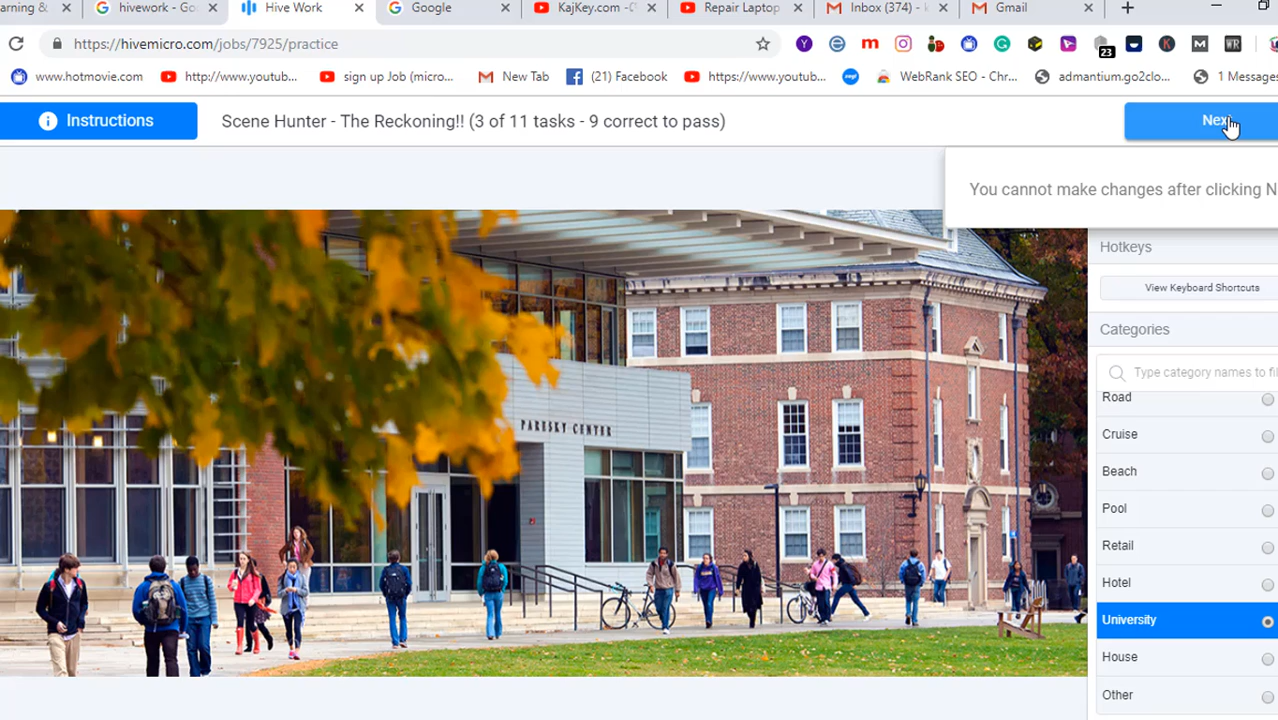 arning &
hivework - Go
Hive Work
Google
KajKey.com -
Repair Laptop
Inbox (374) -
Gmail
https://hivemicro.com/jobs/7925/practice
23
WR
www.hotmovie.com
http://www.youtub...
sign up Job (micro...
New Tab
(21) Facebook
https://www.youtub...
WebRank SEO - Chr...
admantium.go2clo...
1 Messages
Instructions
Scene Hunter - The Reckoning!! (3 of 11 tasks - 9 correct to pass)
Nex
You cannot make changes after clicking N
Hotkeys
View Keyboard Shortcuts
Categories
Type category names to fil
Road
Cruise
Beach
Pool
Retail
Hotel
University
House
Other
PARESKY CENTER